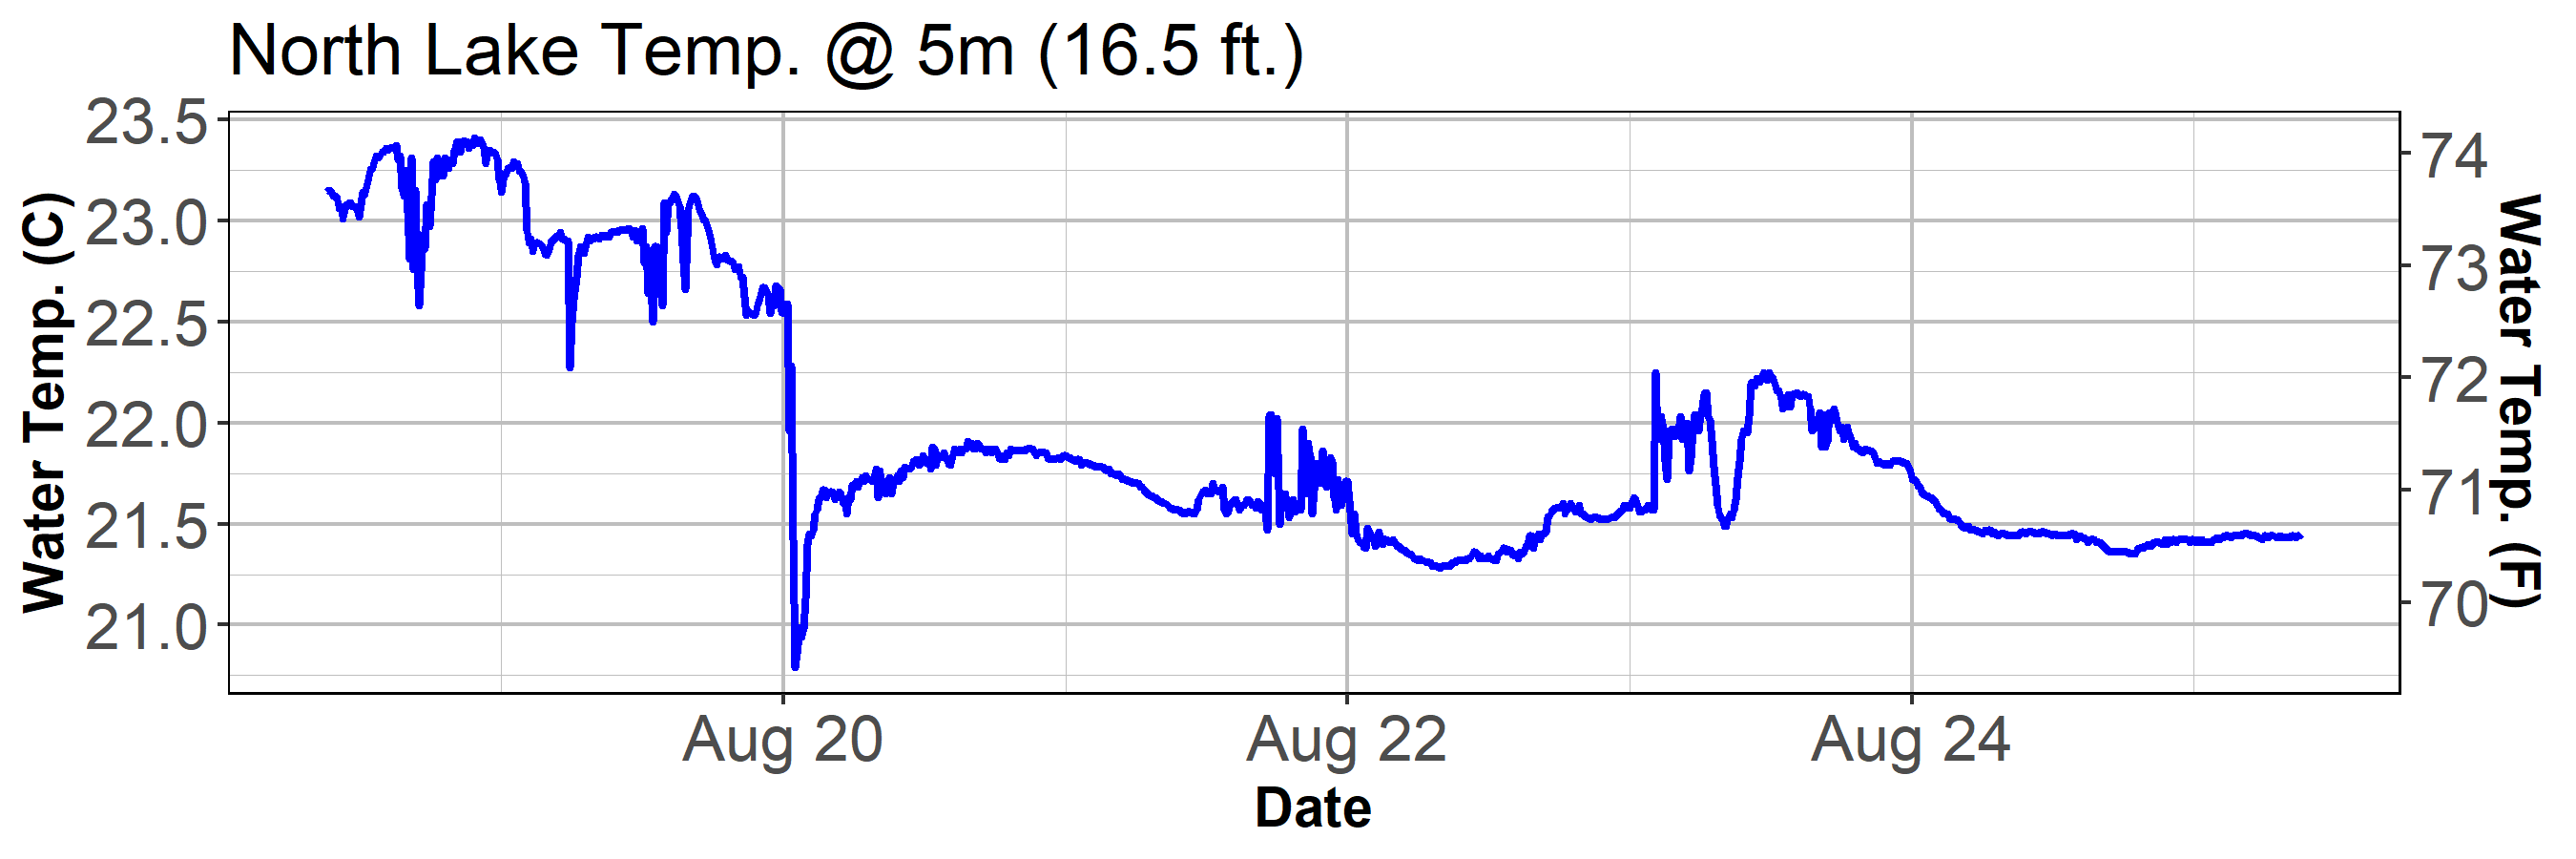 North Lake Temp. @ 5m (16.5 ft.)
Water Temp. (C)
23.5
23.0
22.5
22.0
21.5
21.0
74
73
72
71
70
Water Temp. (F)
Aug 20 Aug 22 Aug 24
Date